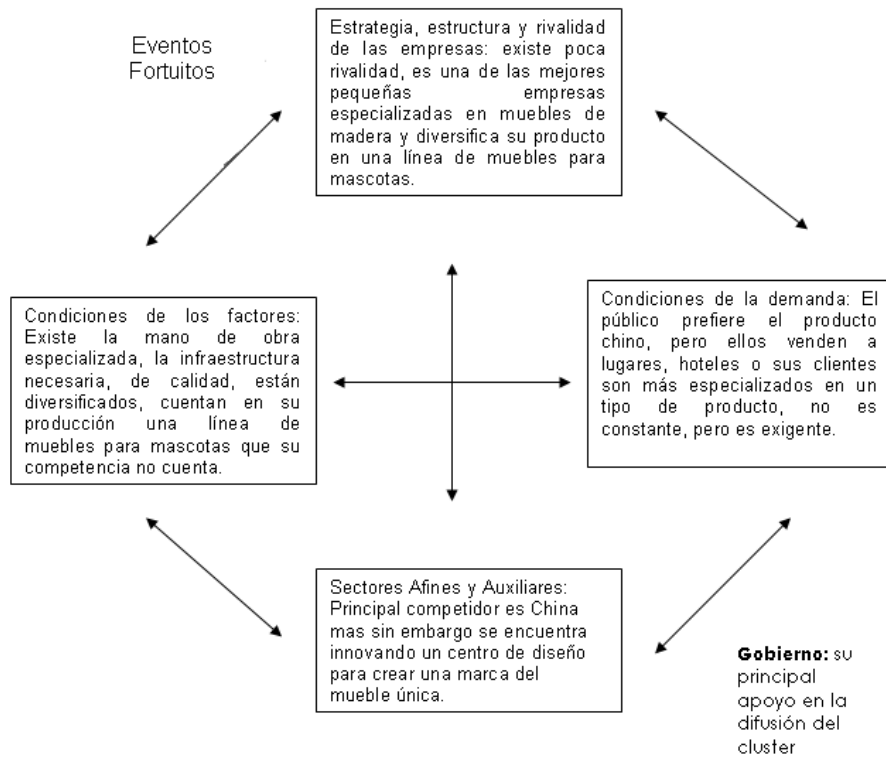 Eventos
Fortuitos
Estrategia, estructura y rivalidad
de las empresas: existe poca
rivalidad, es una de las mejores
pequeñas empresas
especializadas en muebles de
madera y diversifica su producto
en una línea de muebles para
mascotas.
Condiciones de los factores:
Existe la mano de obra
especializada, la infraestructura
necesaria, de calidad, están
diversificados, cuentan en su
producción una línea de
muebles para mascotas que su
competencia no cuenta.
Condiciones de la demanda: El
público prefiere el producto
chino, pero ellos venden a
lugares, hoteles o sus clientes
son más especializados en un
tipo de producto, no es
constante, pero es exigente.
Sectores Afines y Auxiliares:
Principal competidor es China
mas sin embargo se encuentra
innovando un centro de diseño
para crear una marca del
mueble única.
Gobierno: su
principal
apoyo en la
difusión del
cluster